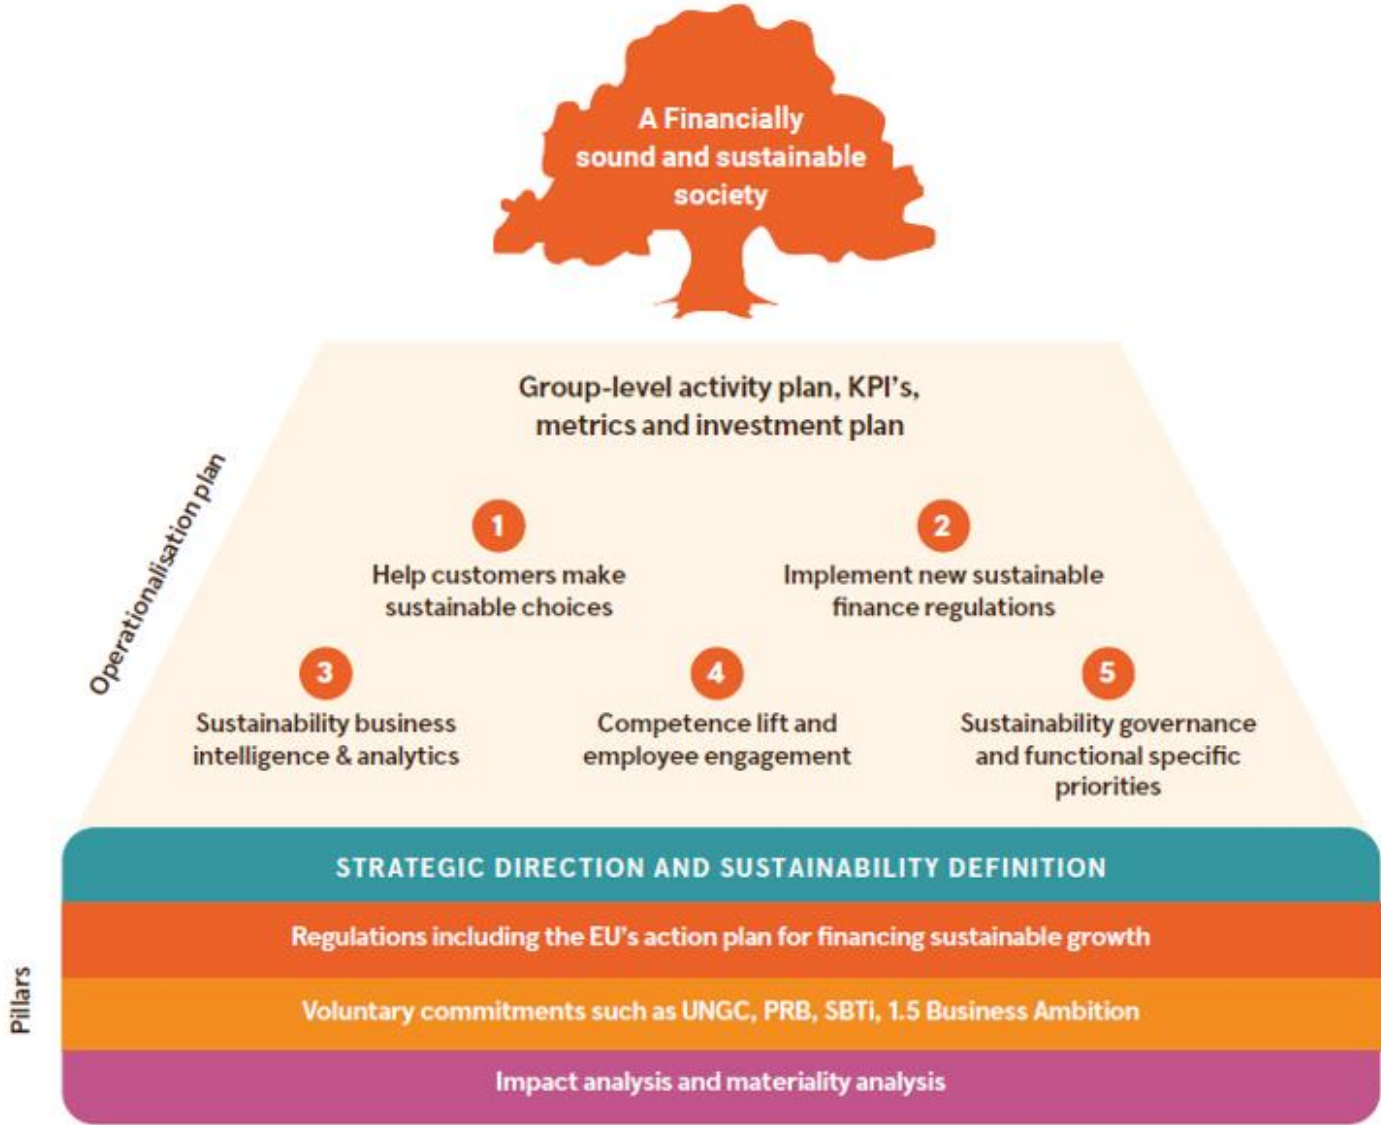 A Financially
sound and sustainable
society
Group-level activity plan, KPI's,
metrics and investment plan
Operationalisation plan
1
Help customers make
sustainable choices
2
Implement new sustainable
finance regulations
3
Sustainability business
intelligence & analytics
4
Competence lift and
employee engagement
5
Sustainability governance
and functional specific
priorities
STRATEGIC DIRECTION AND SUSTAINABILITY DEFINITION
Pillars
Regulations including the EU's action plan for financing sustainable growth
Voluntary commitments such as UNGC, PRB, SBTi, 1.5 Business Ambition
Impact analysis and materiality analysis